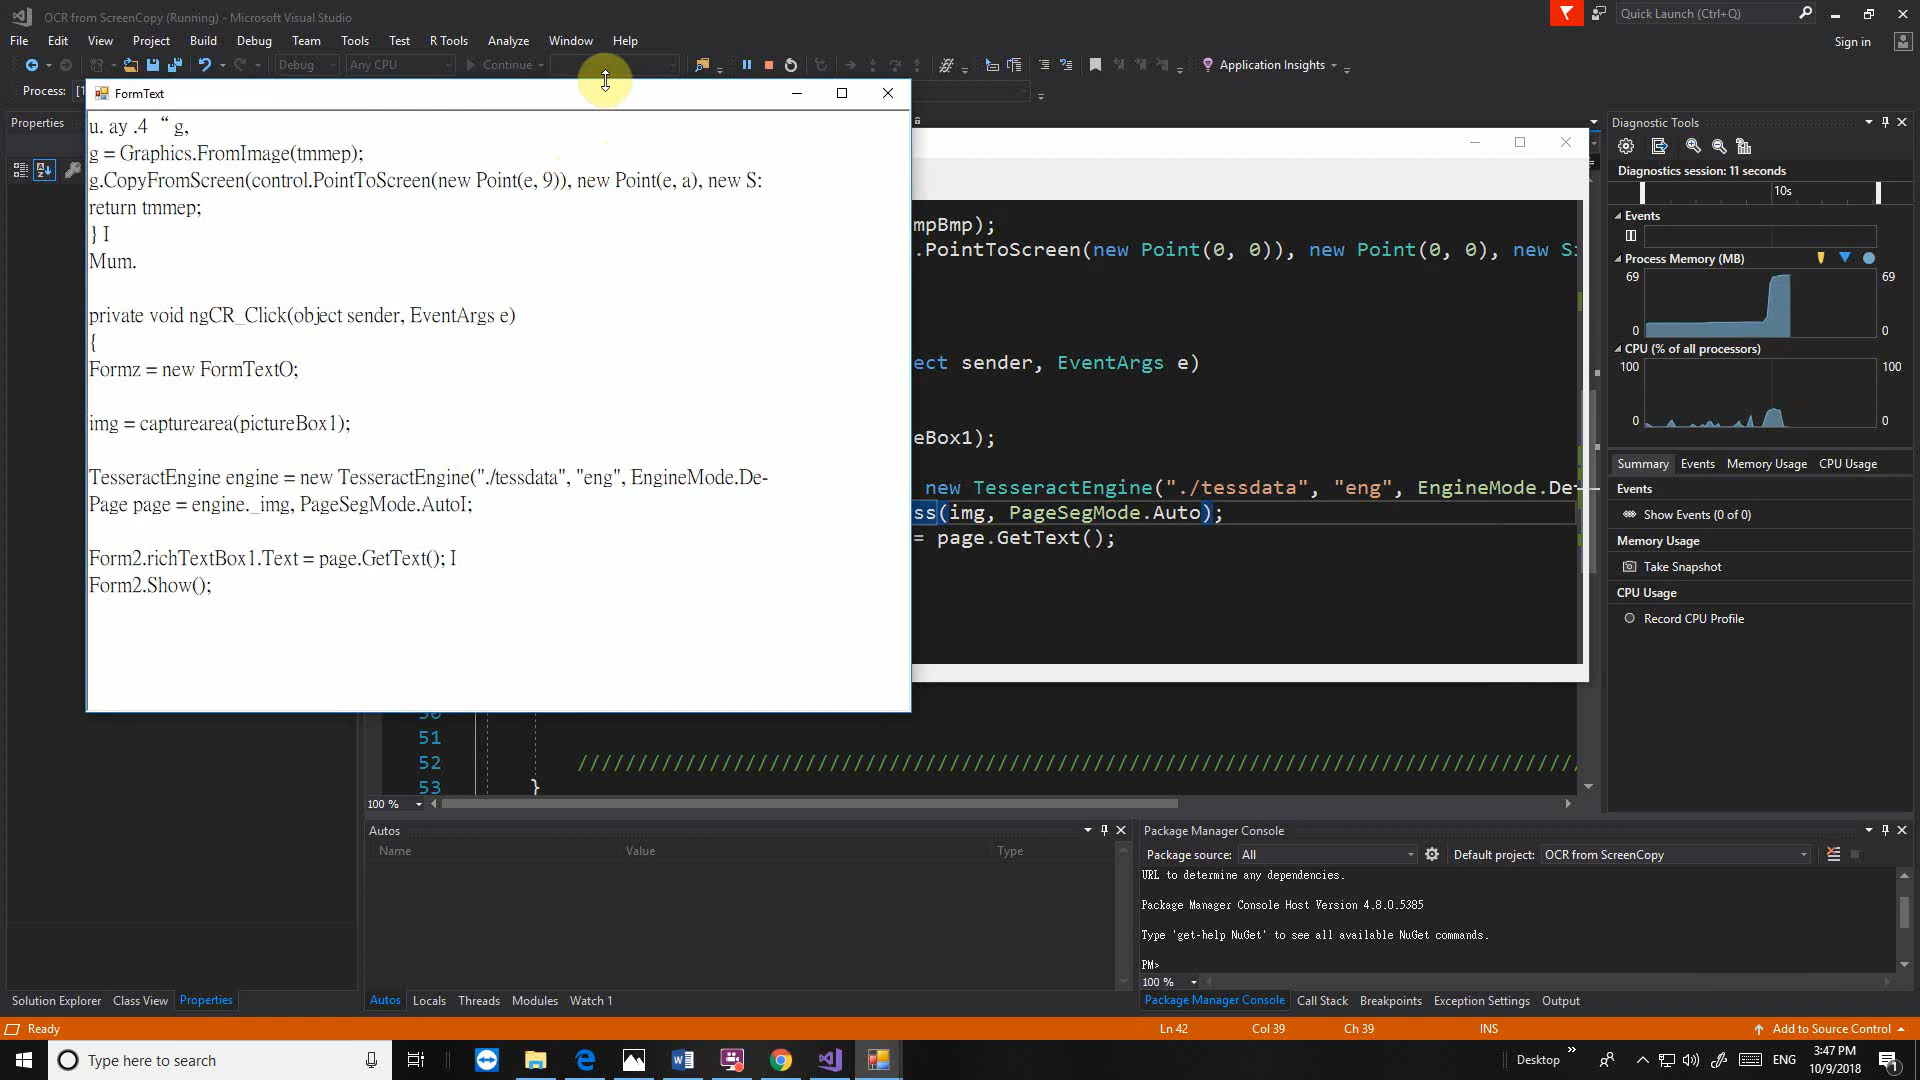 OCR from ScreenCopy (Running) - Microsoft Visual Studio
Quick Launch (Ctrl+Q)
File Edit View Project Build Debug Team Tools Test R Tools Analyze Window Help
Sign in
Debug Any CPU Continue Application Insights
Process:
FormText
Properties
u. ay .4 “ g,
g = Graphics.FromImage(tmmep);
g.CopyFromScreen(control.PointToScreen(new Point(e, 9)), new Point(e, a), new S:
return tmmep;
} I
Mum.
private void ngCR_Click(object sender, EventArgs e)
{
Formz = new FormTextO;
img = capturearea(pictureBox1);
TesseractEngine engine = new TesseractEngine("./tessdata", "eng", EngineMode.De-
Page page = engine._img, PageSegMode.AutoI;
Form2.richTextBox1.Text = page.GetText(); I
Form2.Show();
mpBmp);
.PointToScreen(new Point(0, 0)), new Point(0, 0), new S
ect sender, EventArgs e)
eBox1);
new TesseractEngine("./tessdata", "eng", EngineMode.De
ss(img, PageSegMode.Auto);
= page.GetText();
51
52 ////////////////////////////////////////////////////////////////////////////////////
53 }
100 %
Diagnostic Tools
Diagnostics session: 11 seconds
10s
Events
Process Memory (MB)
69 69
0 0
CPU (% of all processors)
100 100
0 0
Summary Events Memory Usage CPU Usage
Events
Show Events (0 of 0)
Memory Usage
Take Snapshot
CPU Usage
Record CPU Profile
Autos
Name Value Type
Package Manager Console
Package source: All Default project: OCR from ScreenCopy
URL to determine any dependencies.
Package Manager Console Host Version 4.8.0.5385
Type 'get-help NuGet' to see all available NuGet commands.
PM>
100 %
Solution Explorer Class View Properties
Autos Locals Threads Modules Watch 1
Package Manager Console Call Stack Breakpoints Exception Settings Output
Ready Ln 42 Col 39 Ch 39 INS Add to Source Control
Type here to search
Desktop ENG
3:47 PM
10/9/2018
1